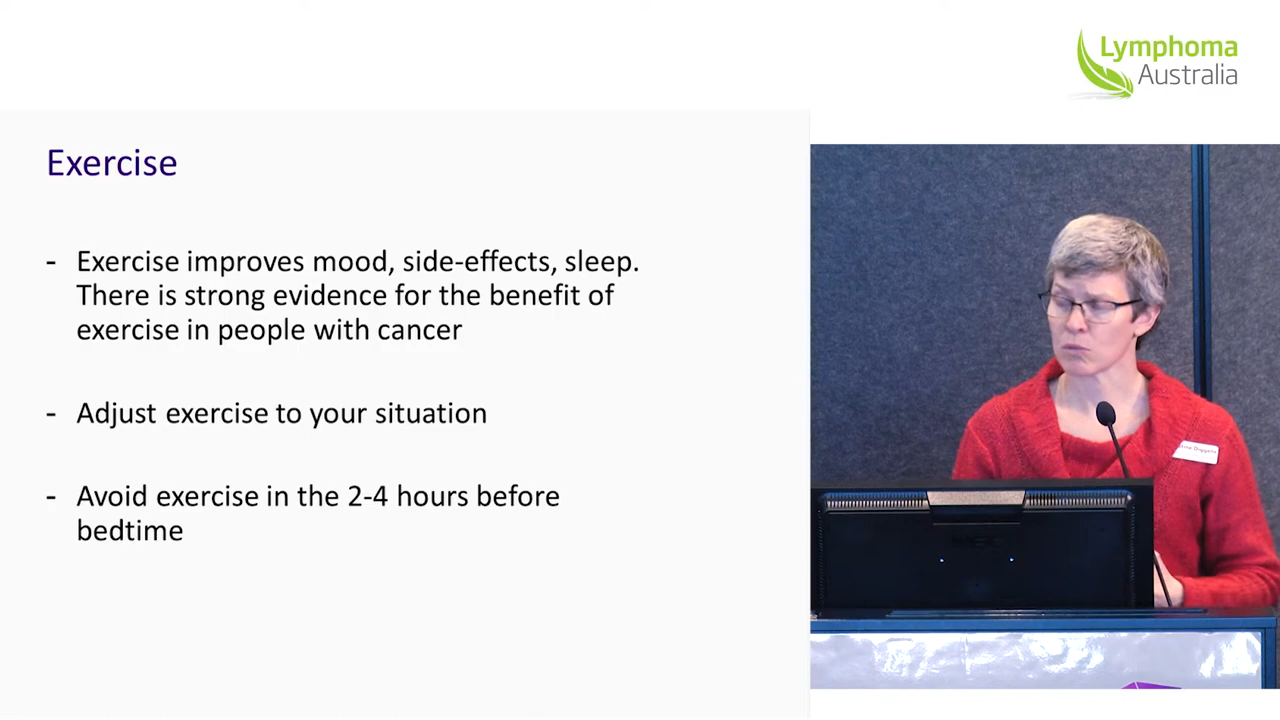 Lymphoma
Australia
Exercise
- Exercise improves mood, side-effects, sleep.
There is strong evidence for the benefit of
exercise in people with cancer
- Adjust exercise to your situation
- Avoid exercise in the 2-4 hours before
bedtime